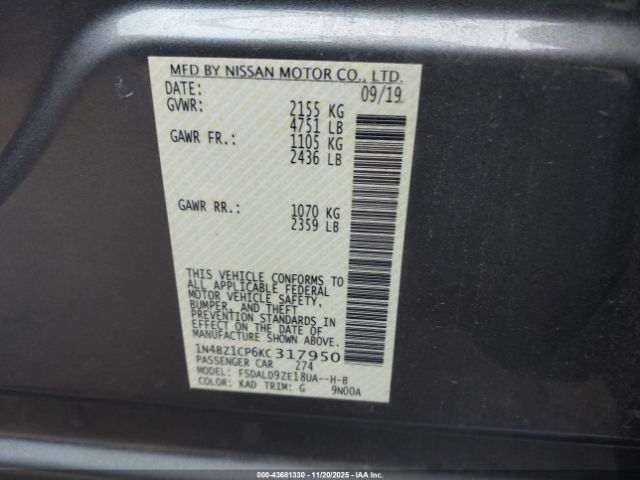 MFD BY NISSAN MOTOR CO., LTD.
DATE: 09/19
GVWR: 2155 KG
4751 LB
GAWR FR.: 1105 KG
2436 LB
GAWR RR.: 1070 KG
2359 LB
THIS VEHICLE CONFORMS TO
ALL APPLICABLE FEDERAL
MOTOR VEHICLE SAFETY,
BUMPER, AND THEFT
PREVENTION STANDARDS IN
EFFECT ON THE DATE OF
MANUFACTURE SHOWN ABOVE.
1N4BZ1CP6KC317950
PASSENGER CAR 274
MODEL: FSDALD9ZE18UA--H-B
COLOR: KAD TRIM: G 9N00A
000-43681330 - 11/20/2025 - IAA Inc.